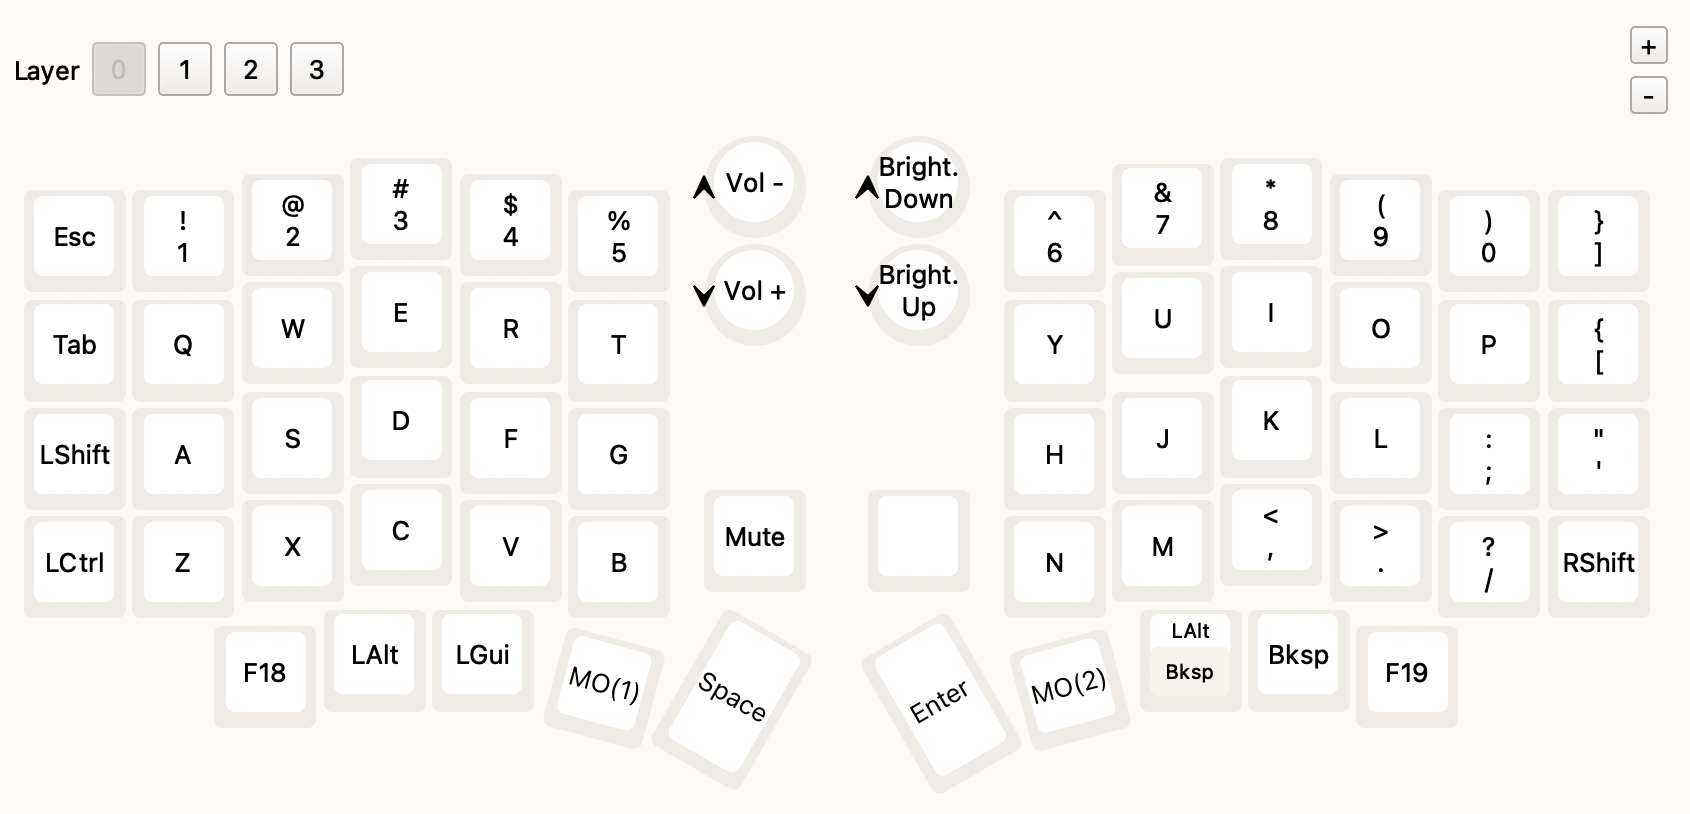 Layer 0 1 2 3
+
-
Esc
!
1
@
2
#
3
$
4
%
5
Vol -
Bright.
Down
^
6
&
7
*
8
(
9
)
0
}
]
Tab
Q
W
E
R
T
Vol +
Bright.
Up
Y
U
I
O
P
{
[
LShift
A
S
D
F
G
H
J
K
L
:
;
"
'
LCtrl
Z
X
C
V
B
Mute
N
M
<
,
>
.
?
/
RShift
F18
LAlt
LGui
MO(1)
Space
Enter
MO(2)
LAlt
Bksp
Bksp
F19